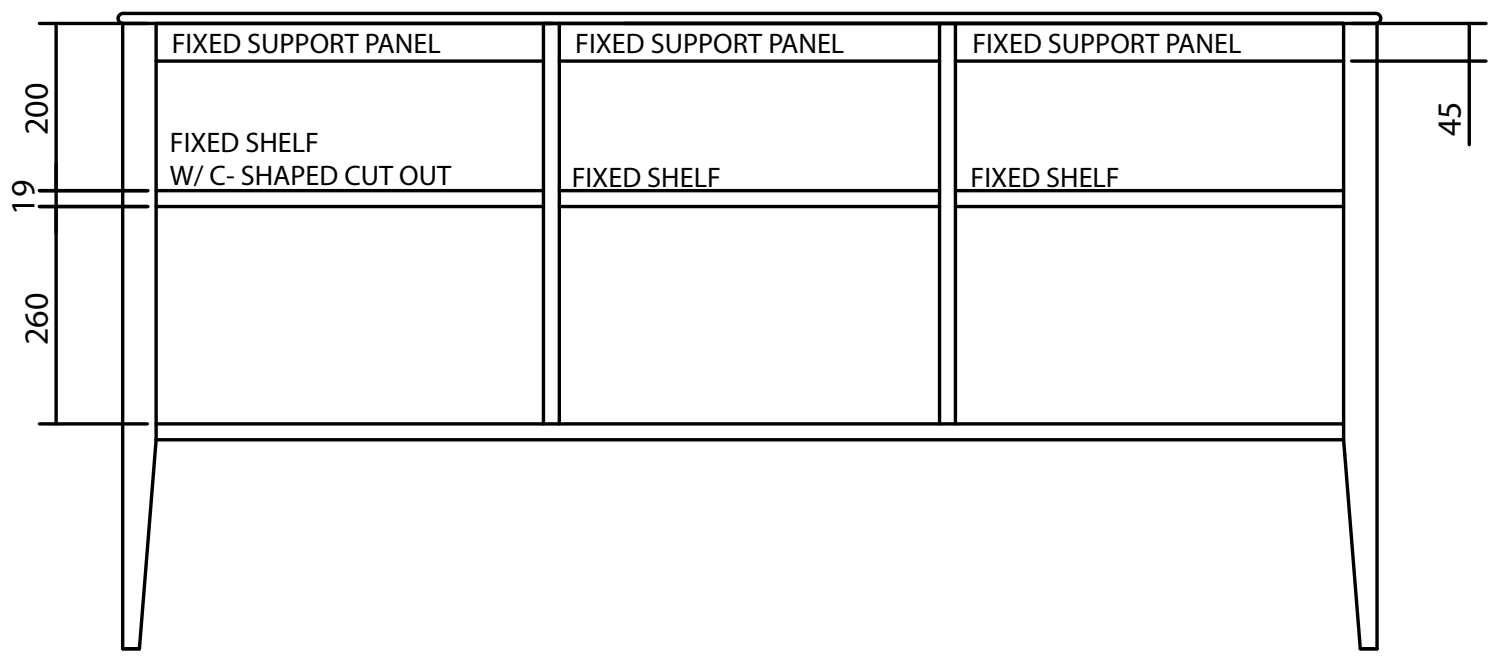 FIXED SUPPORT PANEL
FIXED SUPPORT PANEL
FIXED SUPPORT PANEL
200
45
FIXED SHELF
W/ C- SHAPED CUT OUT
FIXED SHELF
FIXED SHELF
19
260